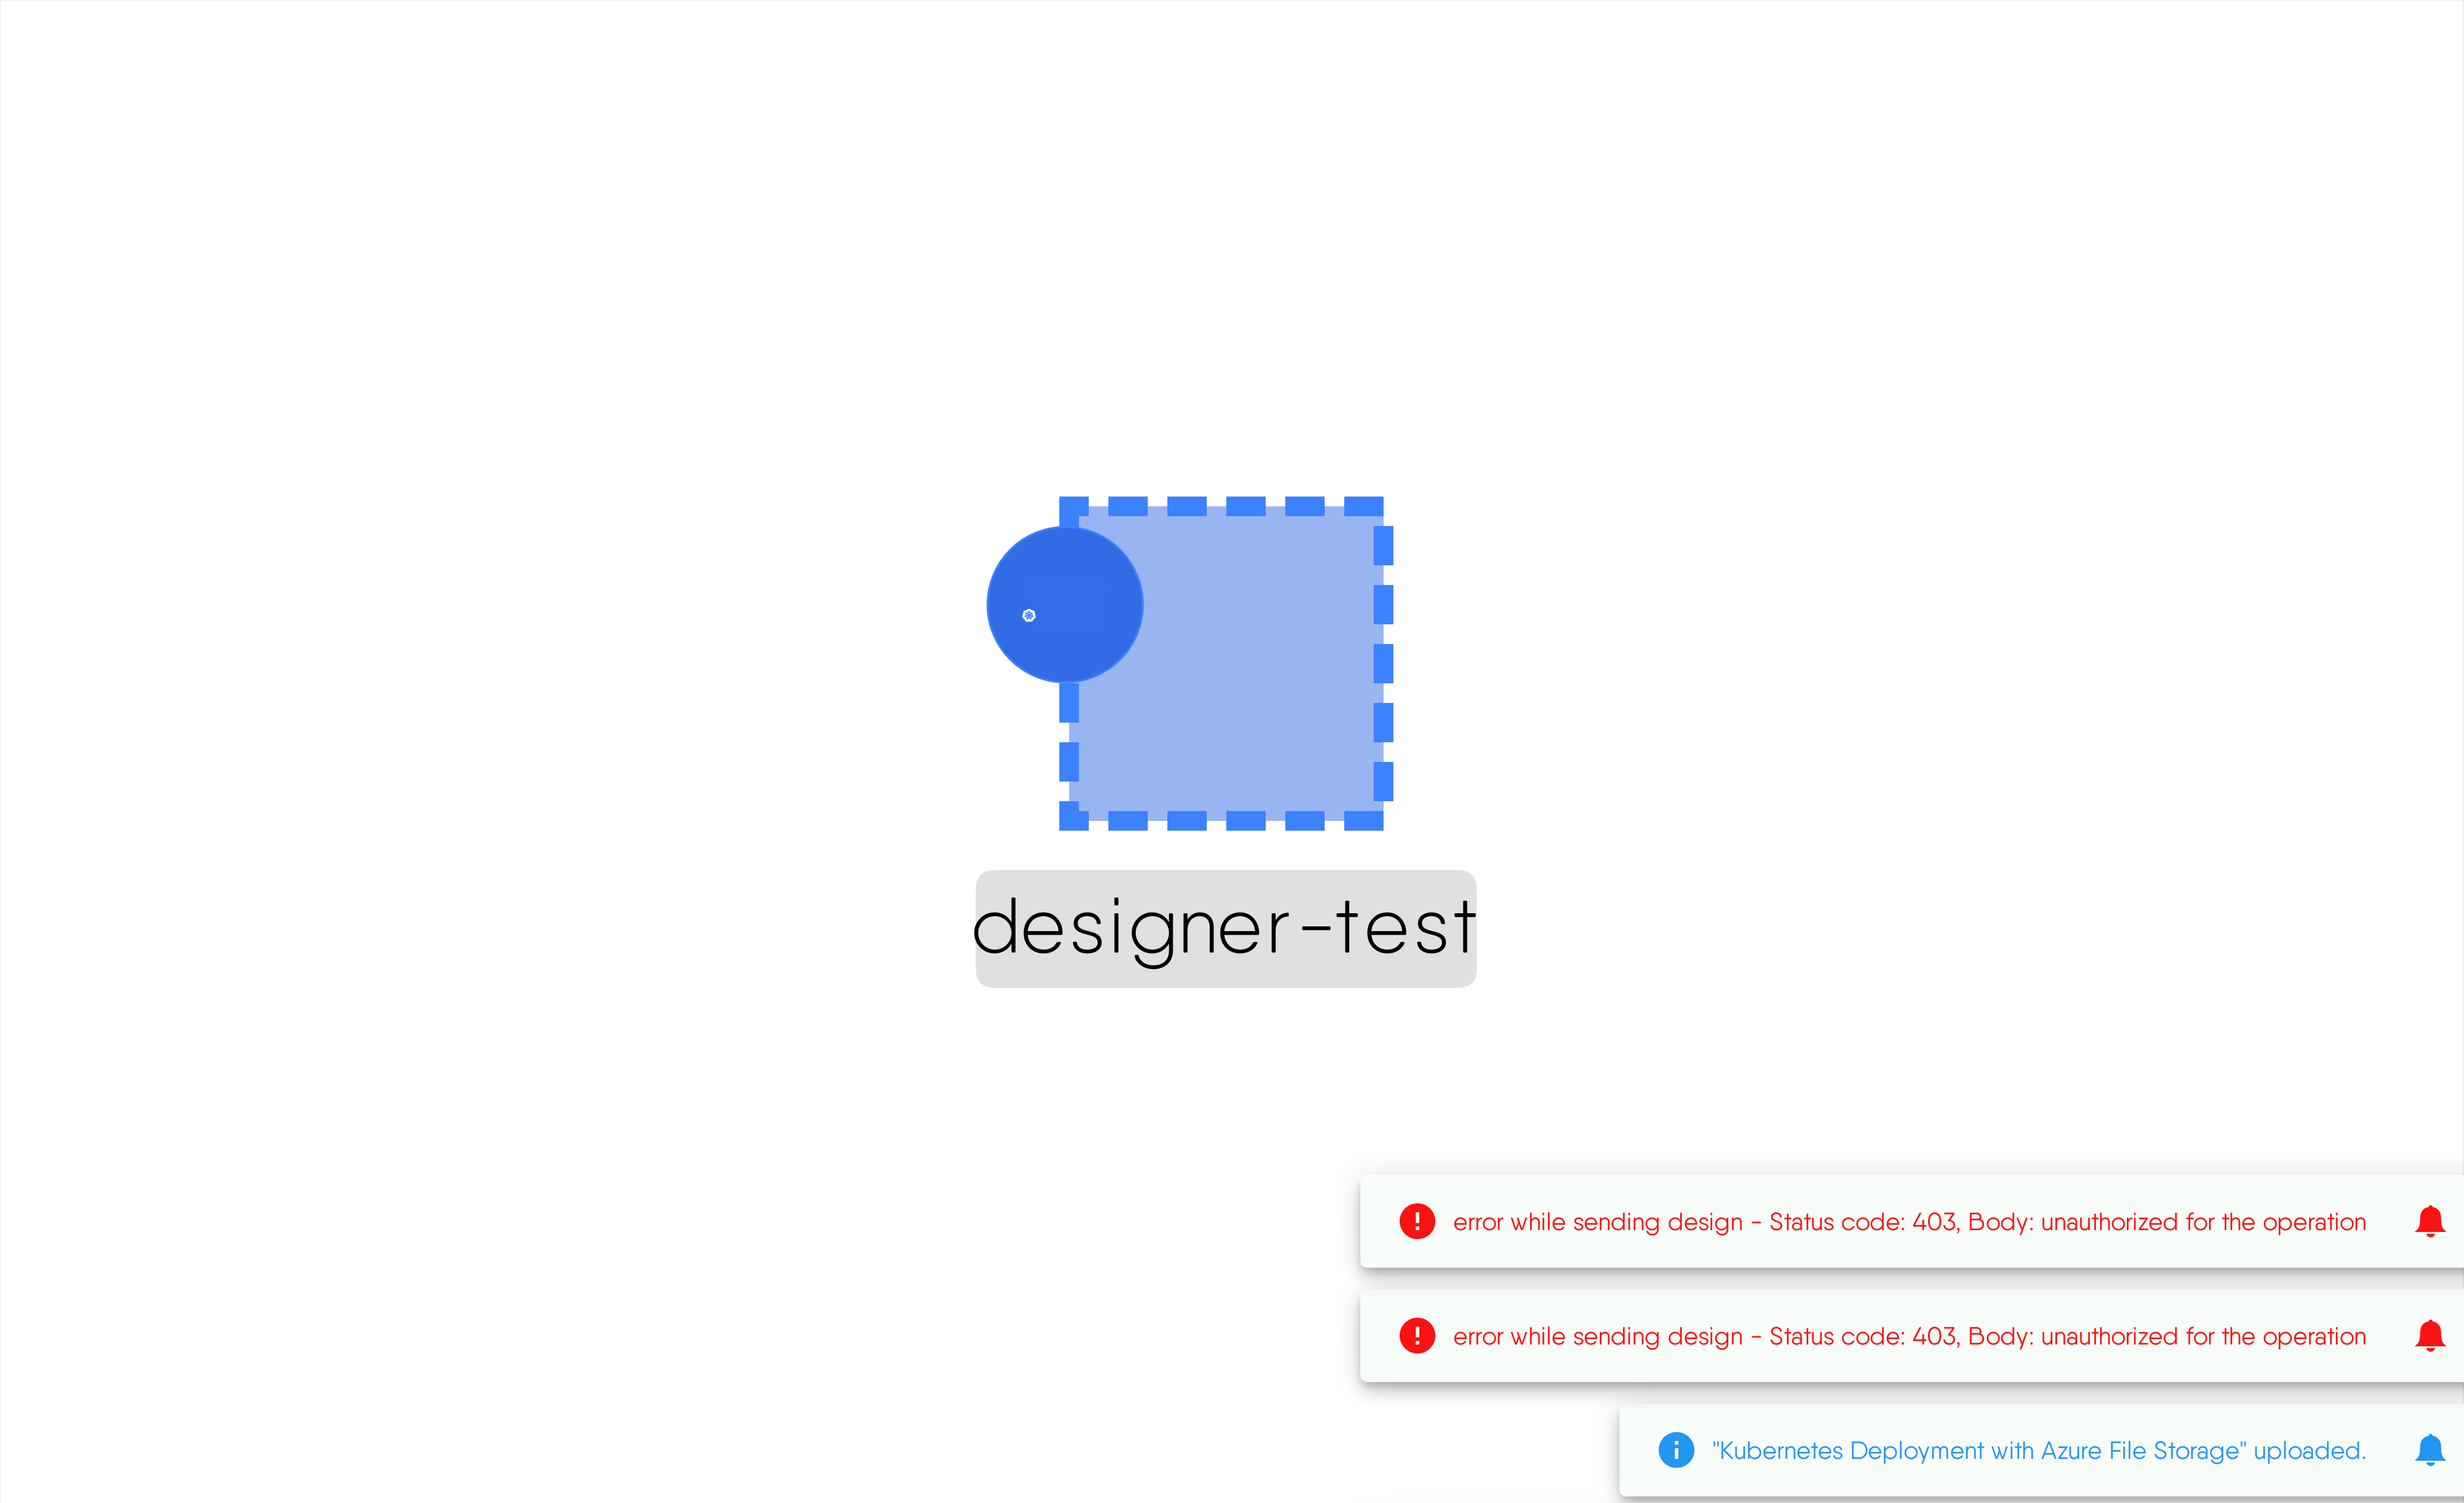 designer-test
error while sending design - Status code: 403, Body: unauthorized for the operation
error while sending design - Status code: 403, Body: unauthorized for the operation
"Kubernetes Deployment with Azure File Storage" uploaded.